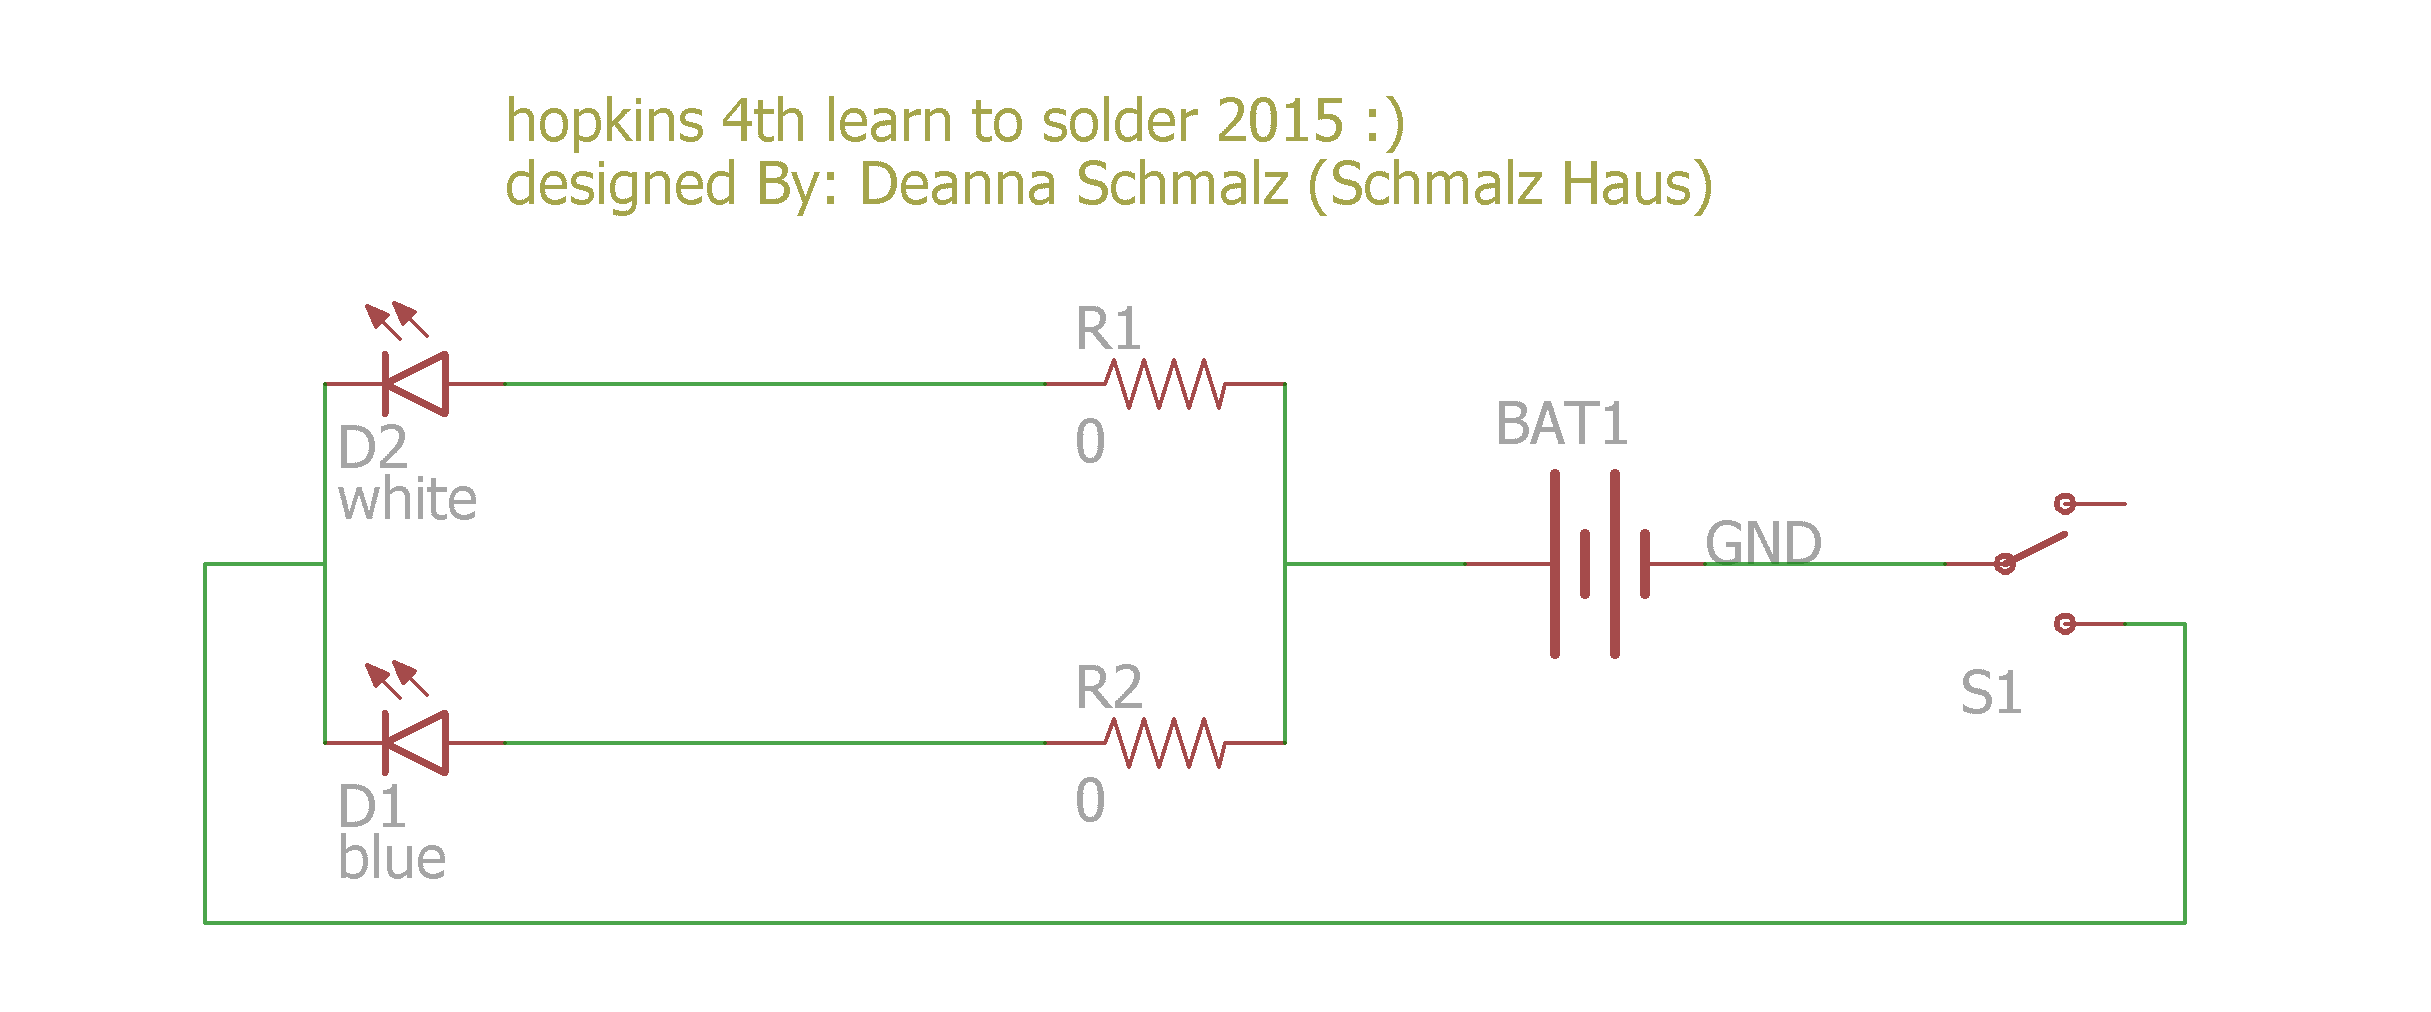 hopkins 4th learn to solder 2015 :)
designed By: Deanna Schmalz (Schmalz Haus)
R1
0
D2
white
BAT1
GND
R2
0
S1
D1
blue